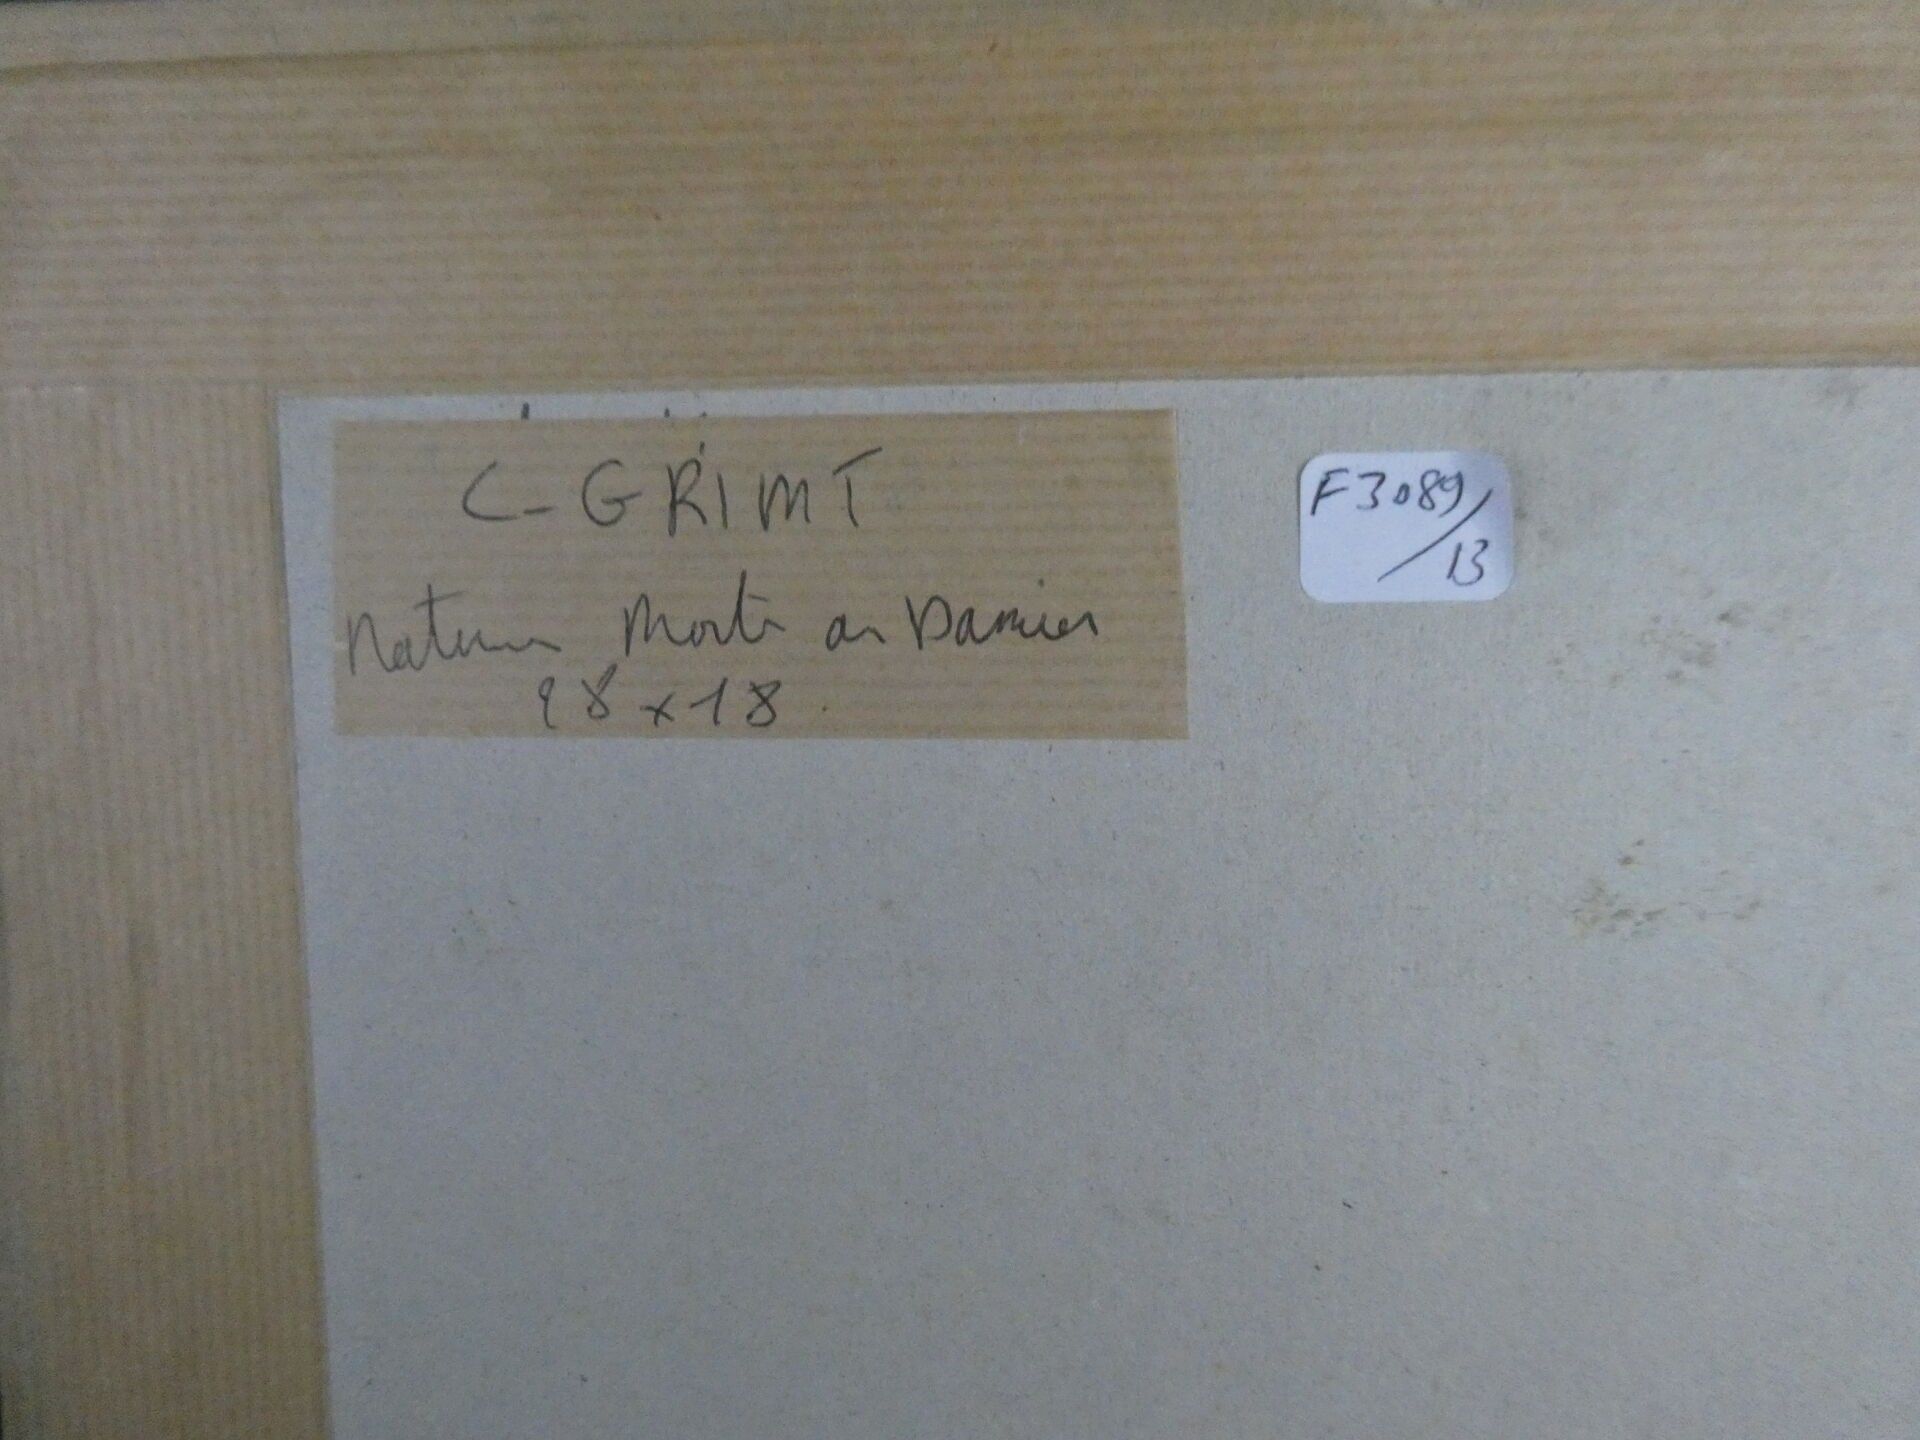 C-GRIMT
Nature Morte au Damier
28 x 18
F3089/
13